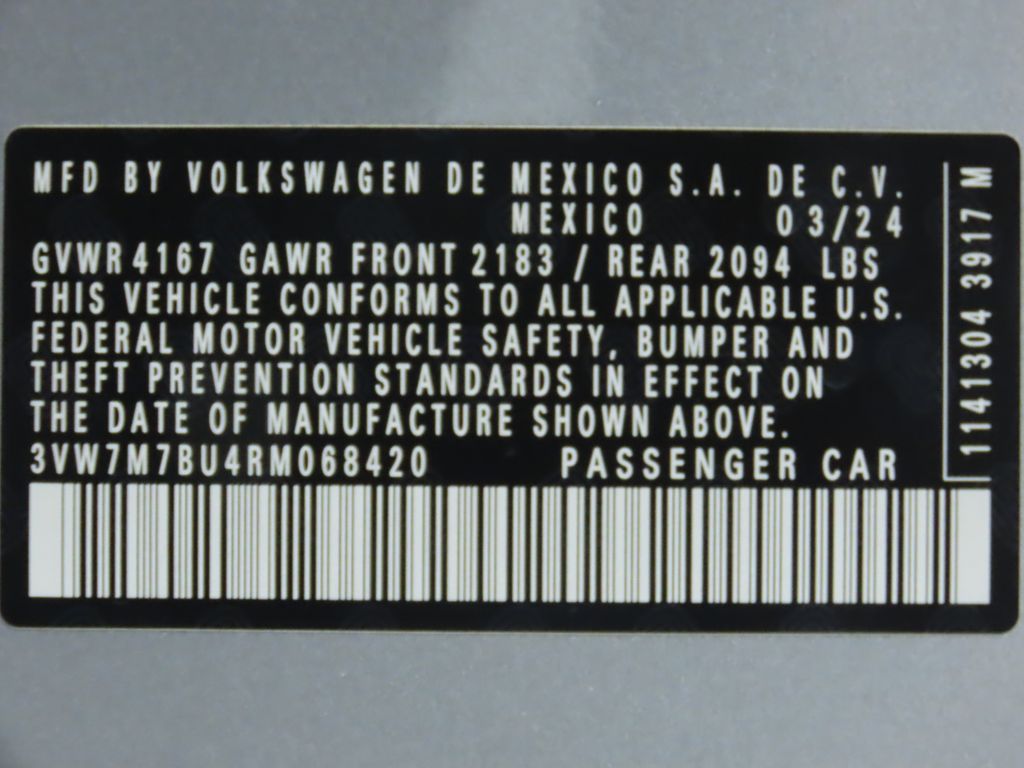 MFD BY VOLKSWAGEN DE MEXICO S.A. DE C.V.
MEXICO 03/24
GVWR 4167 GAWR FRONT 2183 / REAR 2094 LBS
THIS VEHICLE CONFORMS TO ALL APPLICABLE U.S.
FEDERAL MOTOR VEHICLE SAFETY, BUMPER AND
THEFT PREVENTION STANDARDS IN EFFECT ON
THE DATE OF MANUFACTURE SHOWN ABOVE.
3VW7M7BU4RM068420 PASSENGER CAR
1141304 3917 M